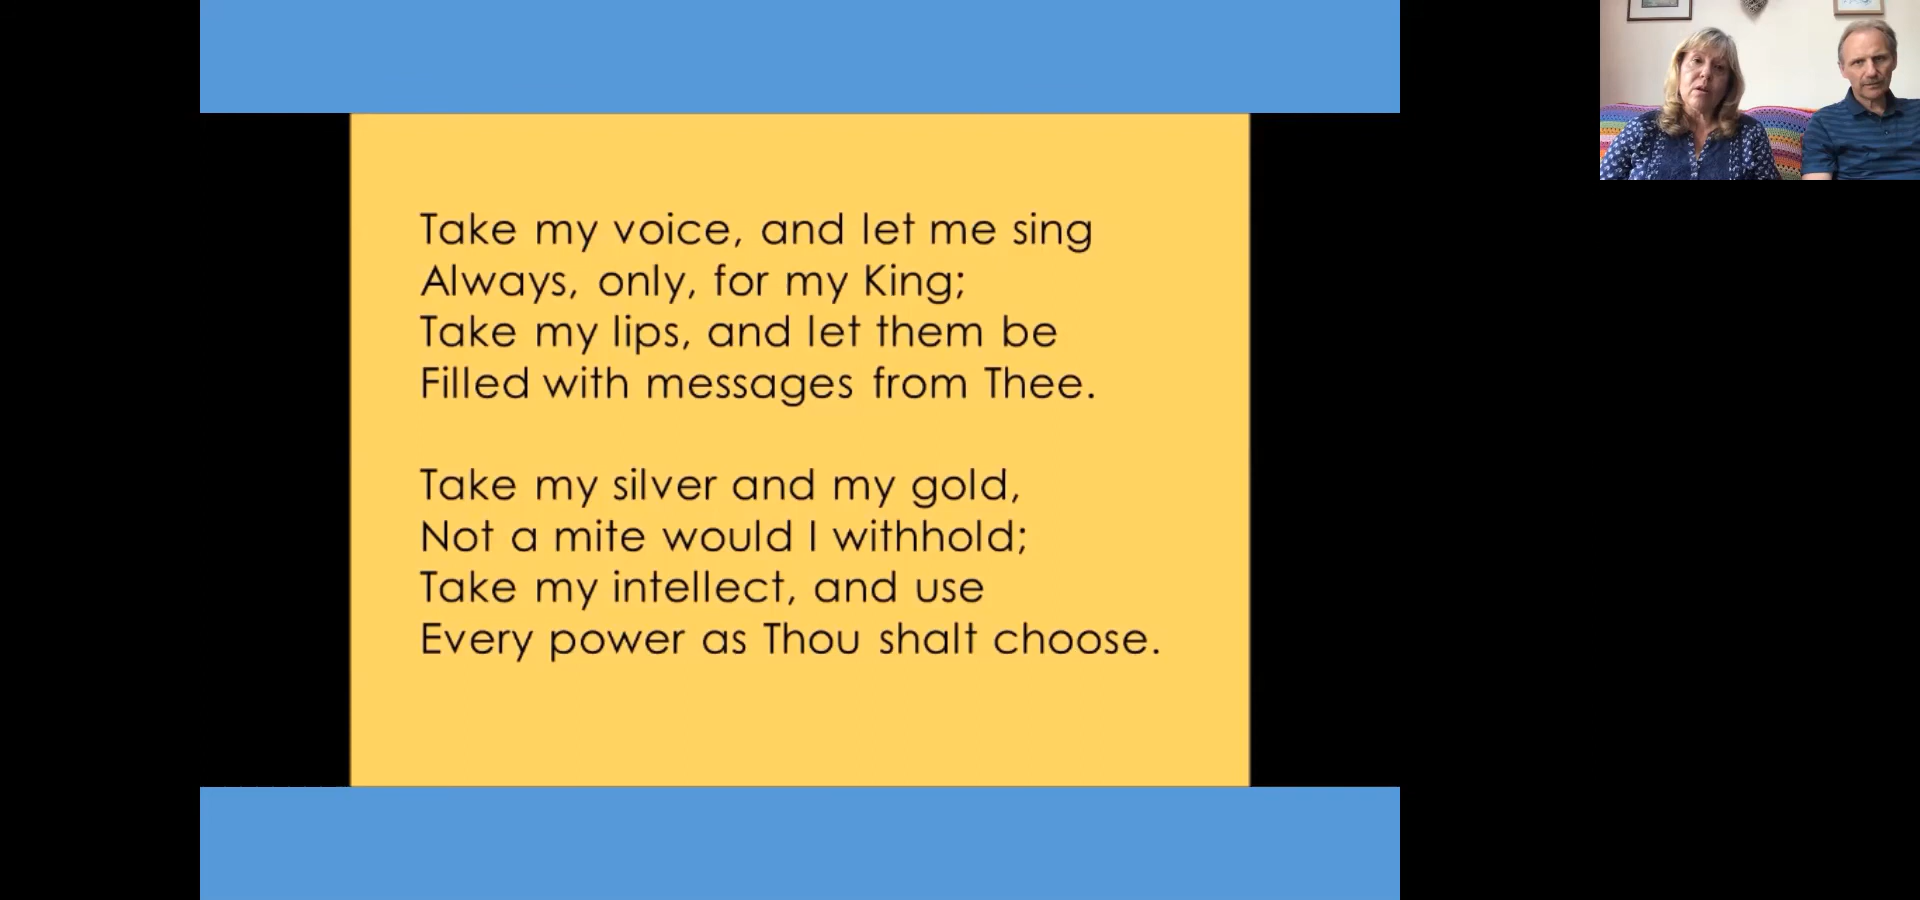 Take my voice, and let me sing
Always, only, for my King;
Take my lips, and let them be
Filled with messages from Thee.
Take my silver and my gold,
Not a mite would I withhold;
Take my intellect, and use
Every power as Thou shalt choose.